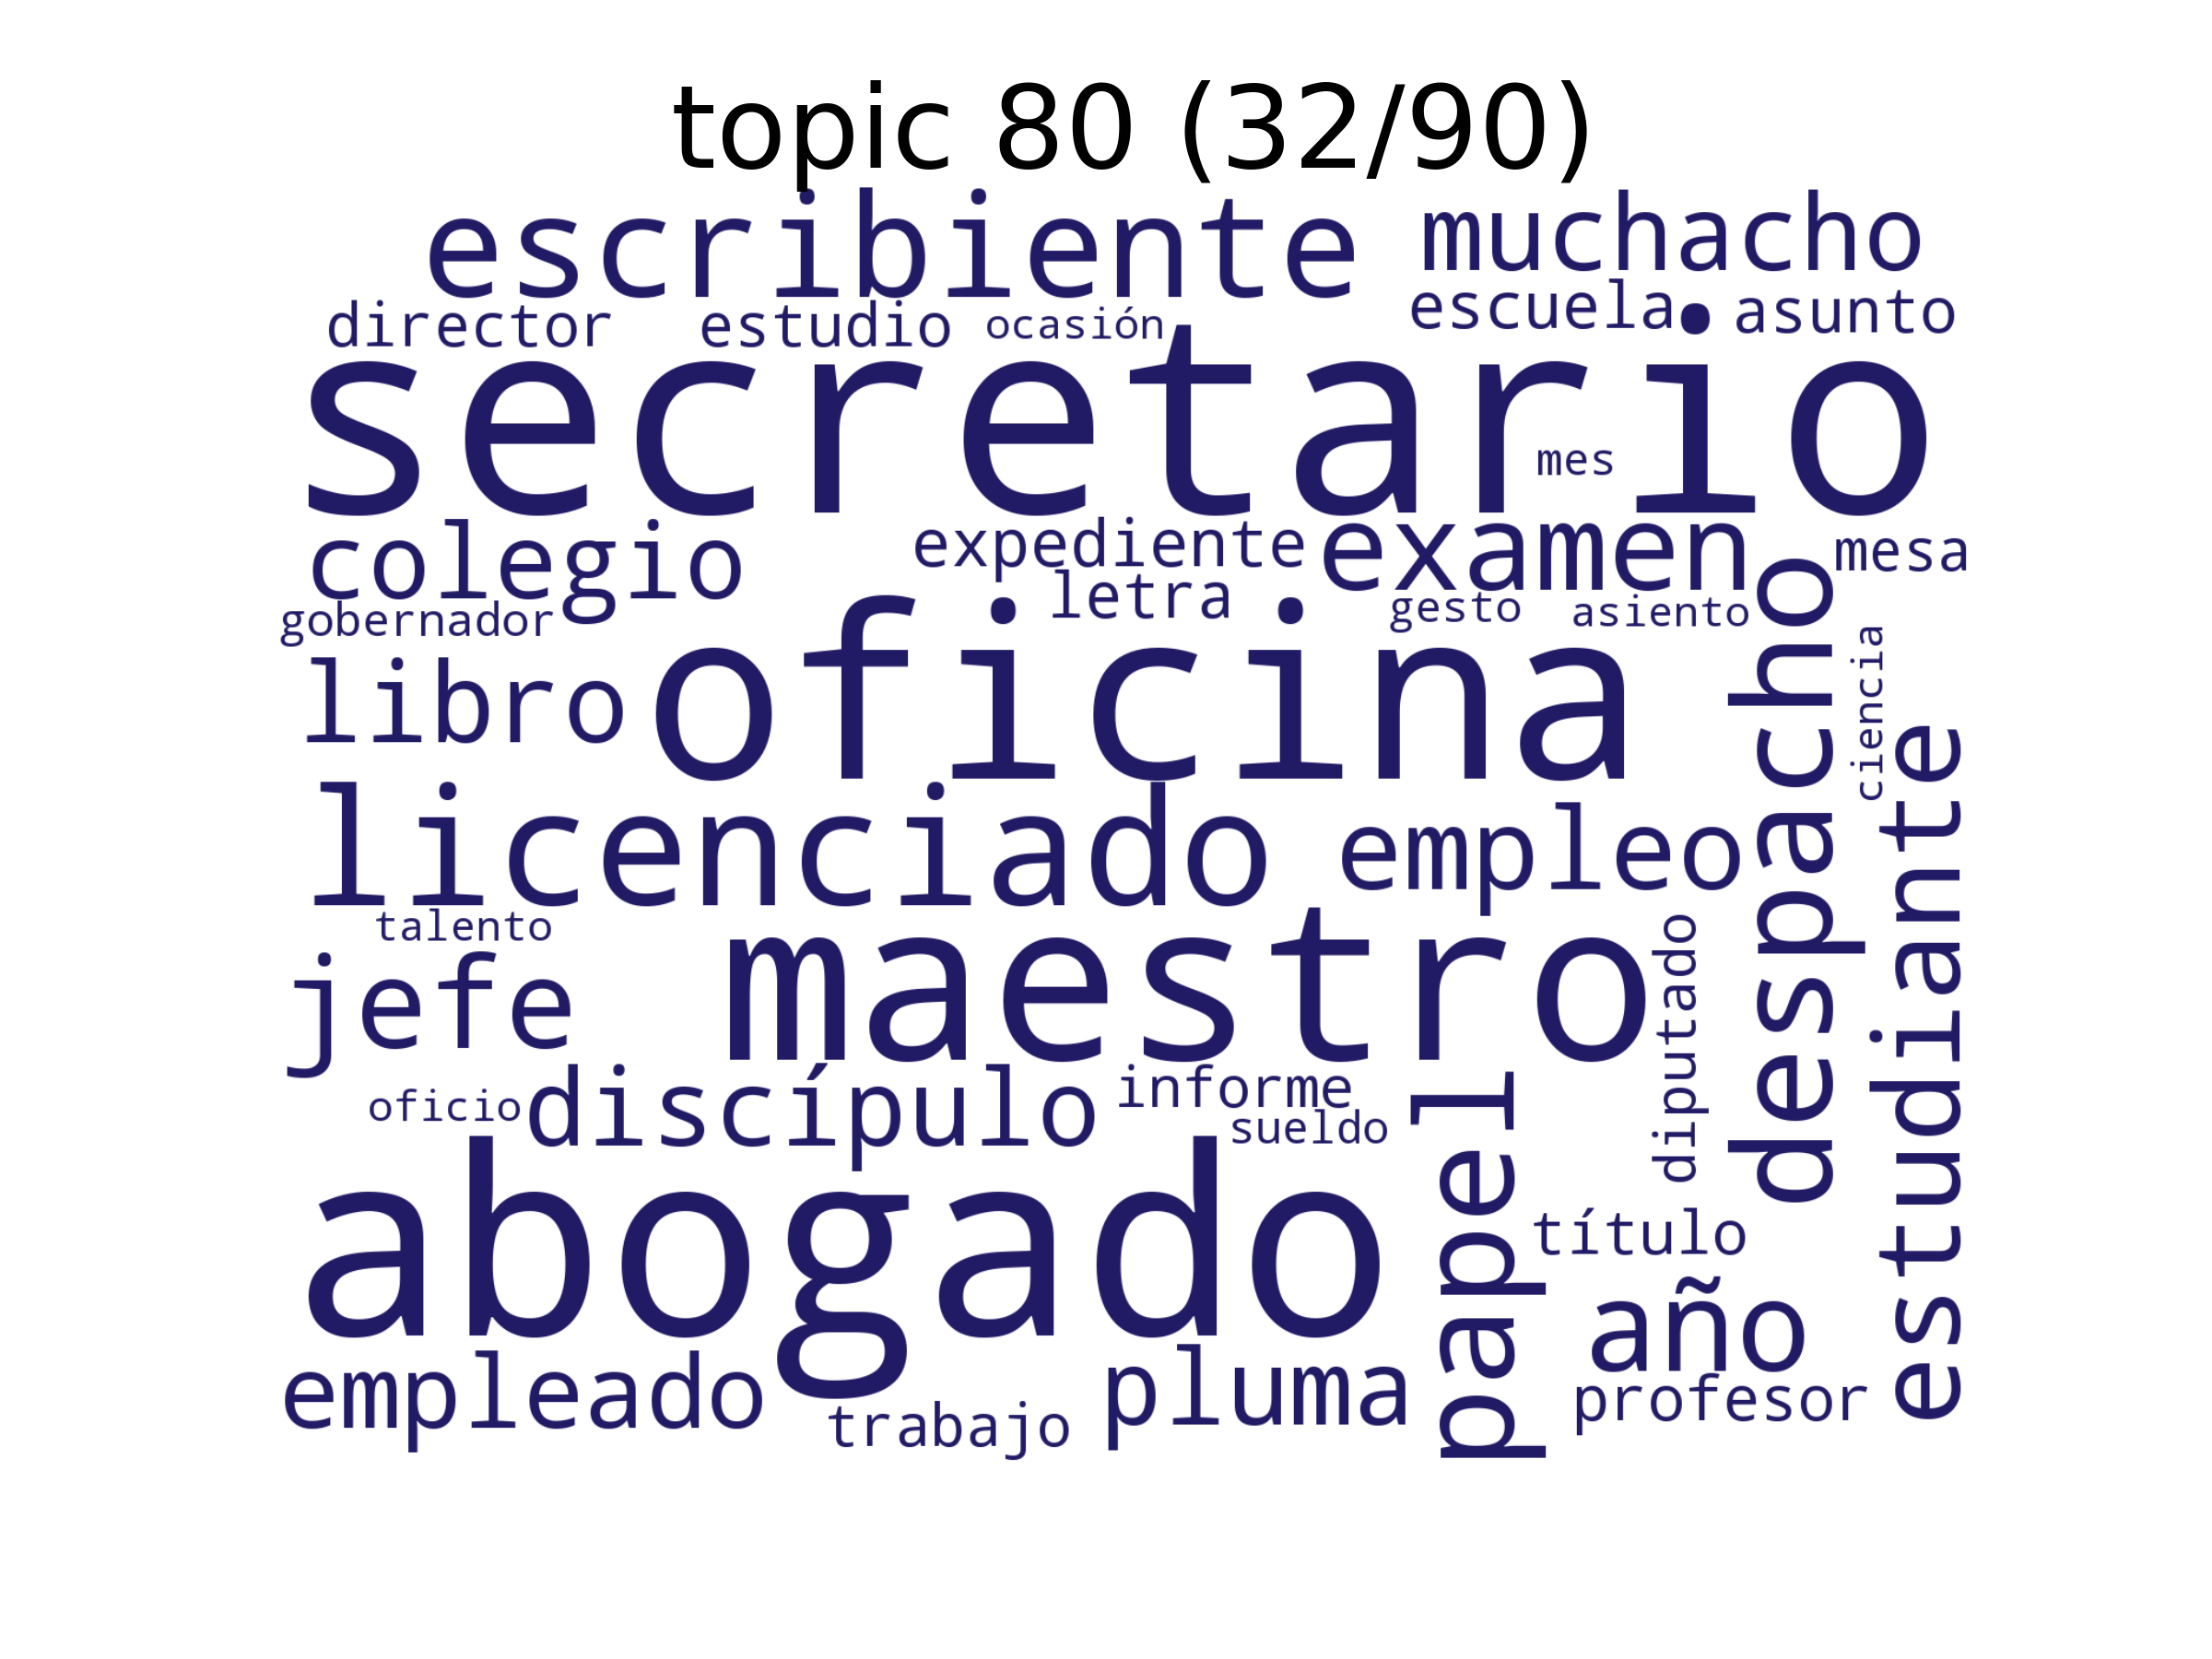 topic 80 (32/90)
escribiente muchacho
director estudio ocasión escuela asunto
secretario
mes
colegio expediente examen mesa
gobernador letra gesto asiento
libro oficina despacho ciencia
licenciado empleo estudiante
talento
jefe maestro diputado
oficio discípulo informe
sueldo
abogado papel título
año
empleado pluma profesor
trabajo